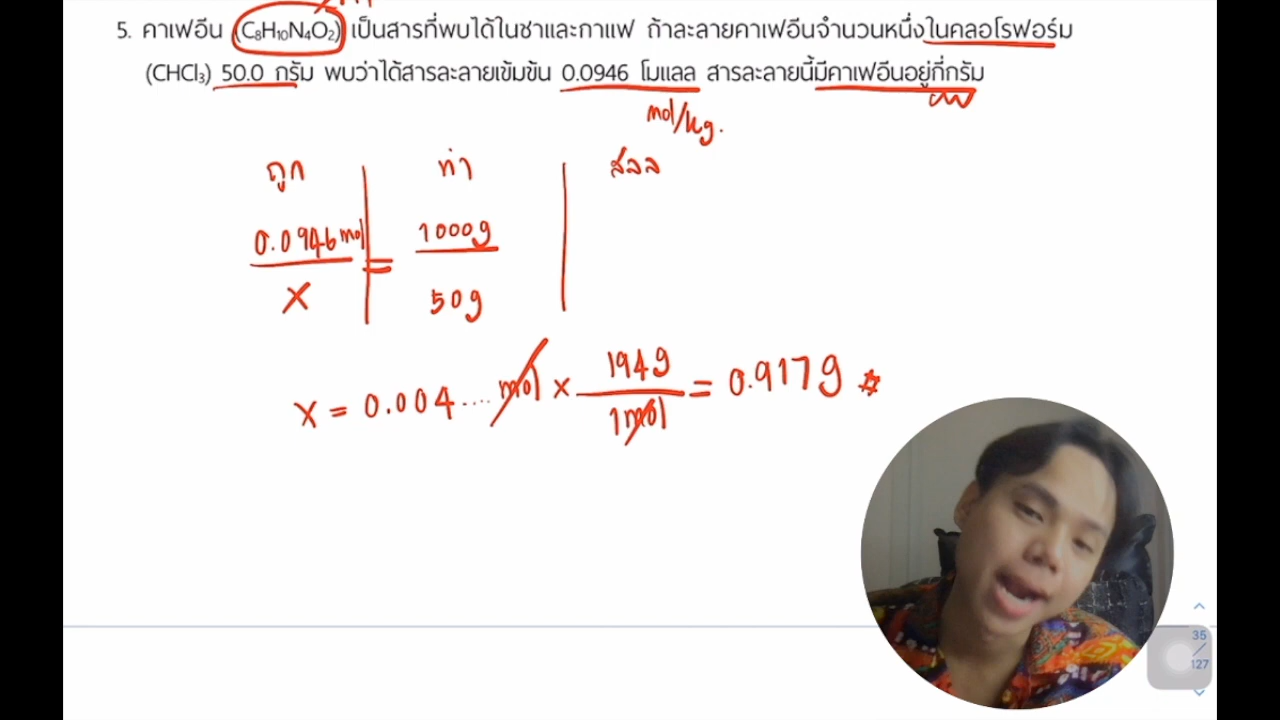 5. คาเฟอีน (C₈H₁₀N₄O₂) เป็นสารที่พบได้ในชาและกาแฟ ถ้าละลายคาเฟอีนจำนวนหนึ่งในคลอโรฟอร์ม
(CHCl₃) 50.0 กรัม พบว่าได้สารละลายเข้มข้น 0.0946 โมแลล สารละลายนี้มีคาเฟอีนอยู่กี่กรัม
mol/kg.
ถูก ทำ สลล
0.0946 mol = 1000g
X 50g
X = 0.004.... mol × 194g = 0.917g
1 mol
35
127